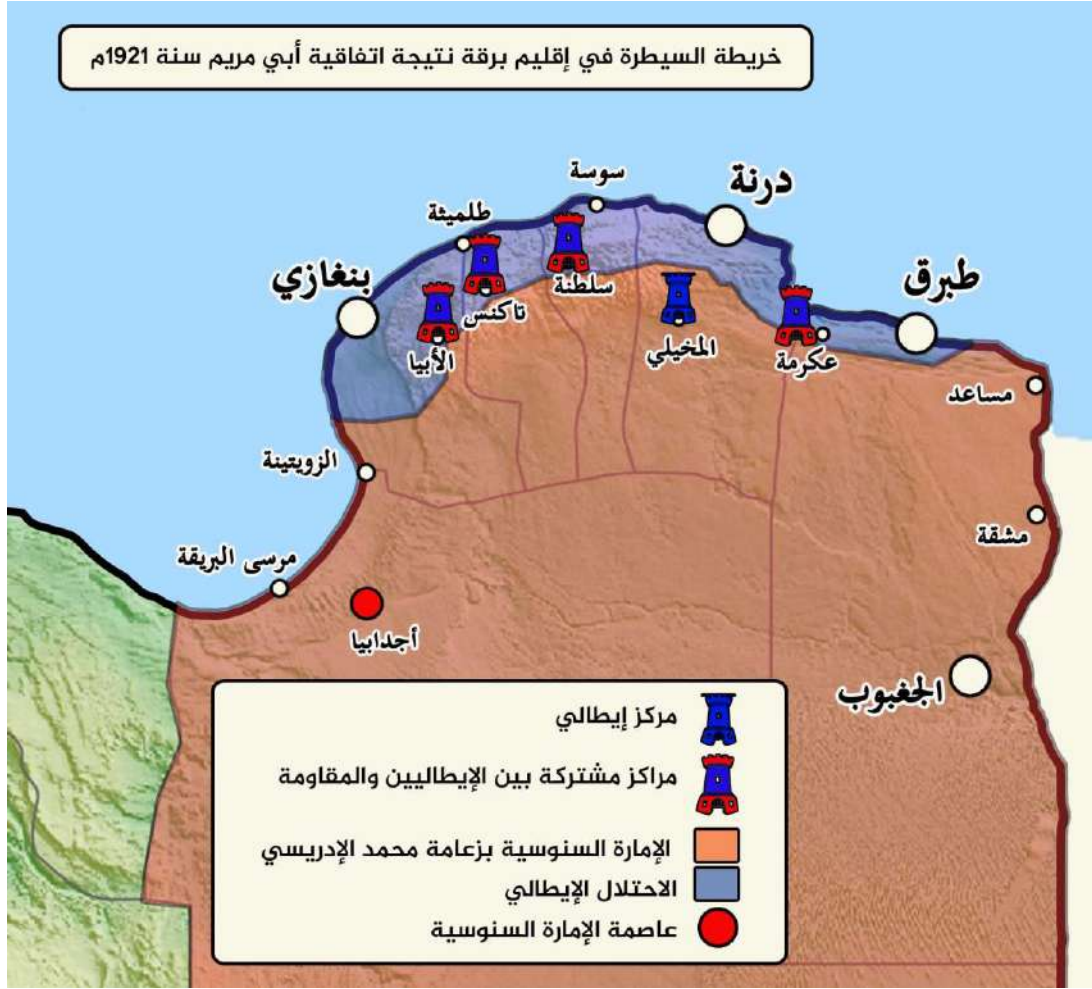 خريطة السيطرة في إقليم برقة نتيجة اتفاقية أبي مريم سنة 1921م
درنة
سوسة
طلميثة
طبرق
بنغازي
سلطنة
تاكنس
المخيلي
عكرمة
الأبيا
مساعد
الزويتينة
مشقة
مرسى البريقة
أجدابيا
الجغبوب
مركز إيطالي
مراكز مشتركة بين الإيطاليين والمقاومة
الإمارة السنوسية بزعامة محمد الإدريسي
الاحتلال الإيطالي
عاصمة الإمارة السنوسية